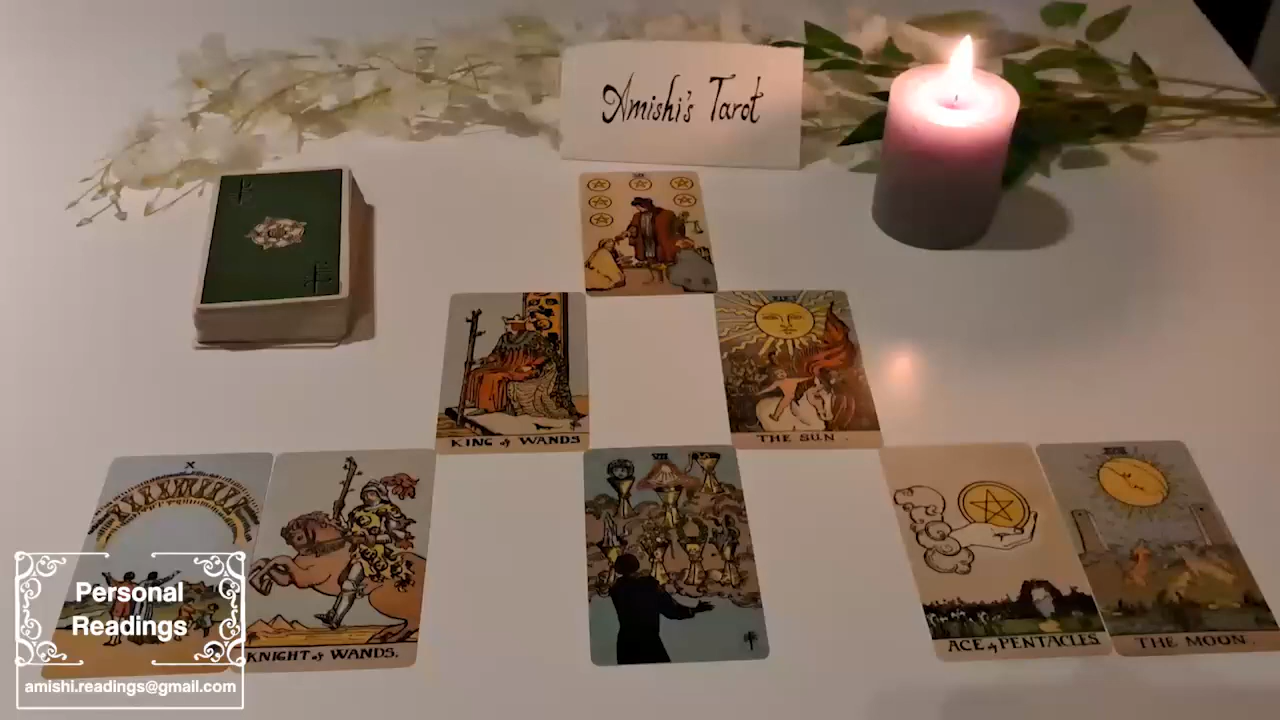 Amishi's Tarot
KING of WANDS
THE SUN .
X
KNIGHT of WANDS.
VII
ACE of PENTACLES
THE MOON .
Personal
Readings
amishi.readings@gmail.com